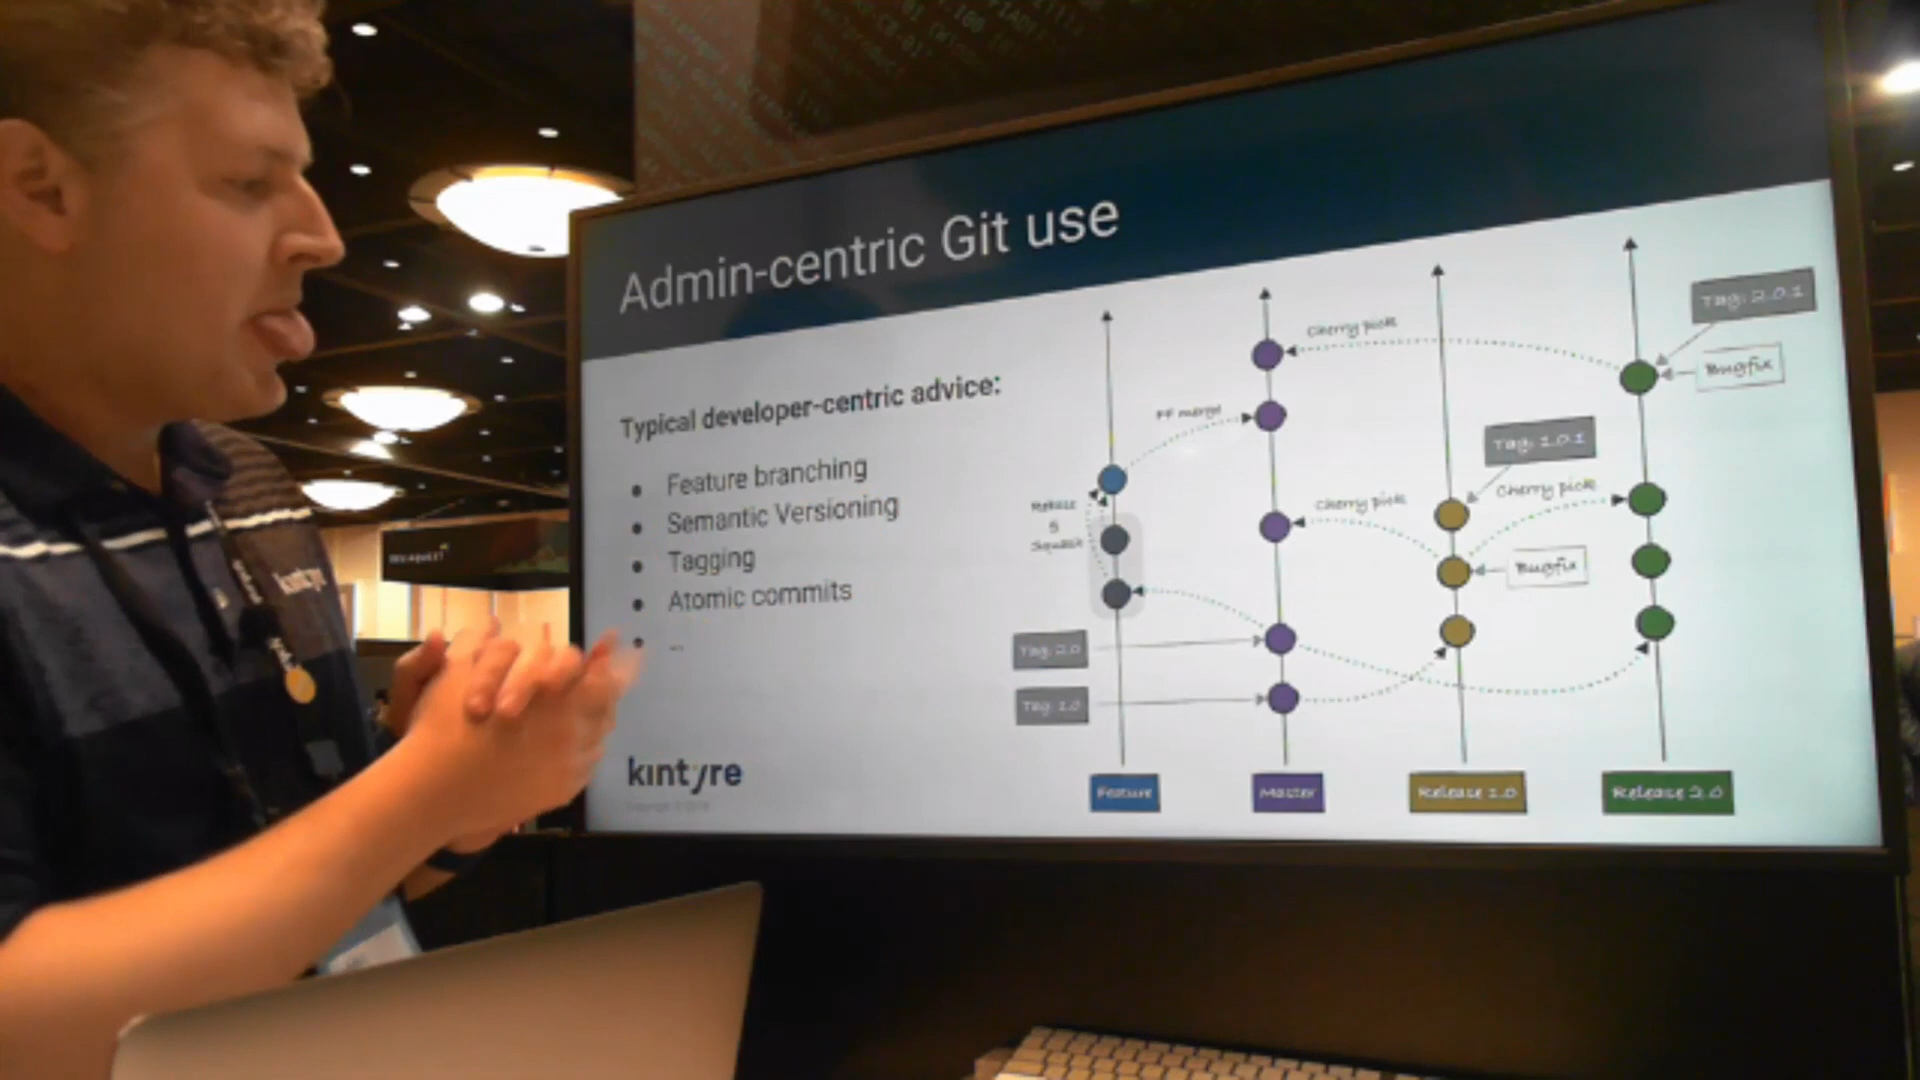 Admin-centric Git use
Typical developer-centric advice:
Feature branching
Semantic Versioning
Tagging
Atomic commits
...
kintyre
Cherry pick
Tag: 2.0.1
Bugfix
FF merge
Tag: 1.0.1
Cherry pick
Cherry pick
Rebase
&
Squash
Bugfix
Tag: 2.0
Tag: 1.0
Feature
Master
Release 1.0
Release 2.0
kintyre